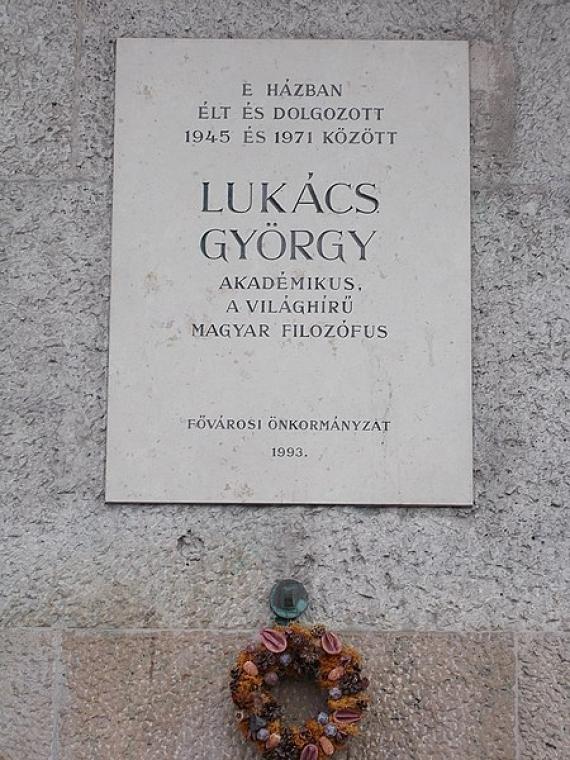 E HÁZBAN
ÉLT ÉS DOLGOZOTT
1945 ÉS 1971 KÖZÖTT
LUKÁCS
GYÖRGY
AKADÉMIKUS,
A VILÁGHÍRŰ
MAGYAR FILOZÓFUS
FŐVÁROSI ÖNKORMÁNYZAT
1993.